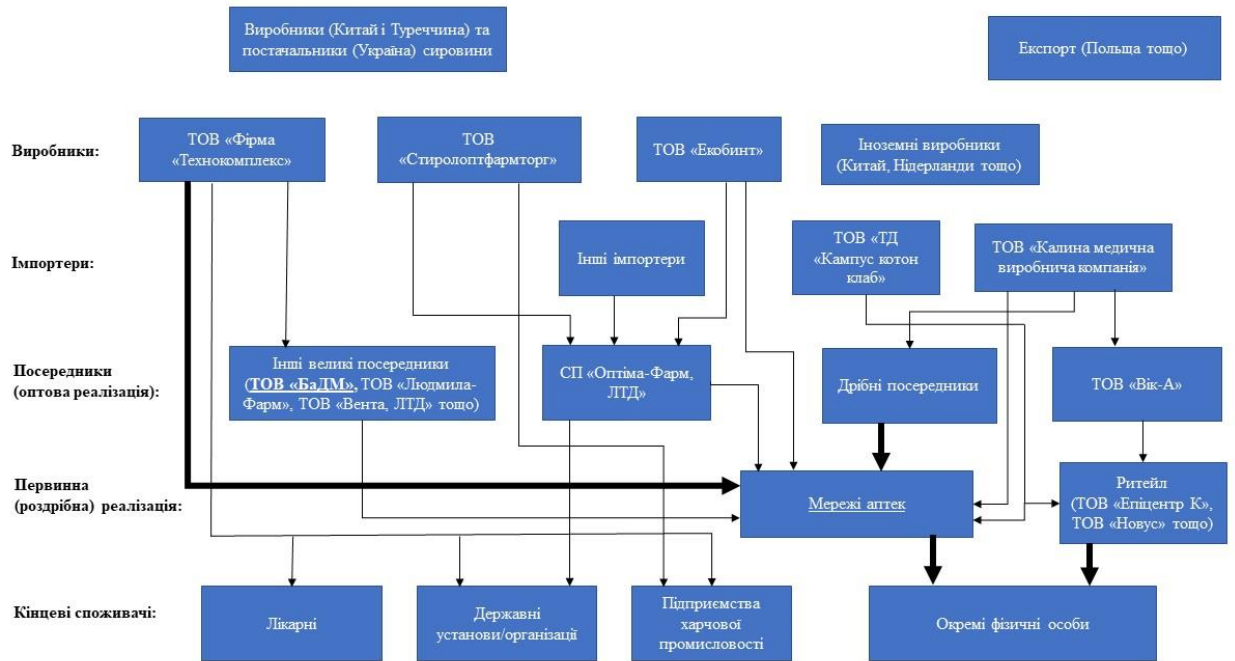 Виробники (Китай і Туреччина) та
постачальники (Україна) сировини
Експорт (Польща тощо)
Виробники:
ТОВ «Фірма
«Технокомплекс»
ТОВ
«Стиролоптфармторг»
ТОВ «Екобинт»
Іноземні виробники
(Китай, Нідерланди тощо)
Імпортери:
Інші імпортери
ТОВ «ТД
«Кампус котон
клаб»
ТОВ «Калина медична
виробнича компанія»
Посередники
(оптова реалізація):
Інші великі посередники
(ТОВ «БаДМ», ТОВ «Людмила-
Фарм», ТОВ «Вента, ЛТД» тощо)
СП «Оптіма-Фарм,
ЛТД»
Дрібні посередники
ТОВ «Вік-А»
Первинна
(роздрібна) реалізація:
Мережі аптек
Ритейл
(ТОВ «Епіцентр К»,
ТОВ «Новус» тощо)
Кінцеві споживачі:
Лікарні
Державні
установи/організації
Підприємства
харчової
промисловості
Окремі фізичні особи